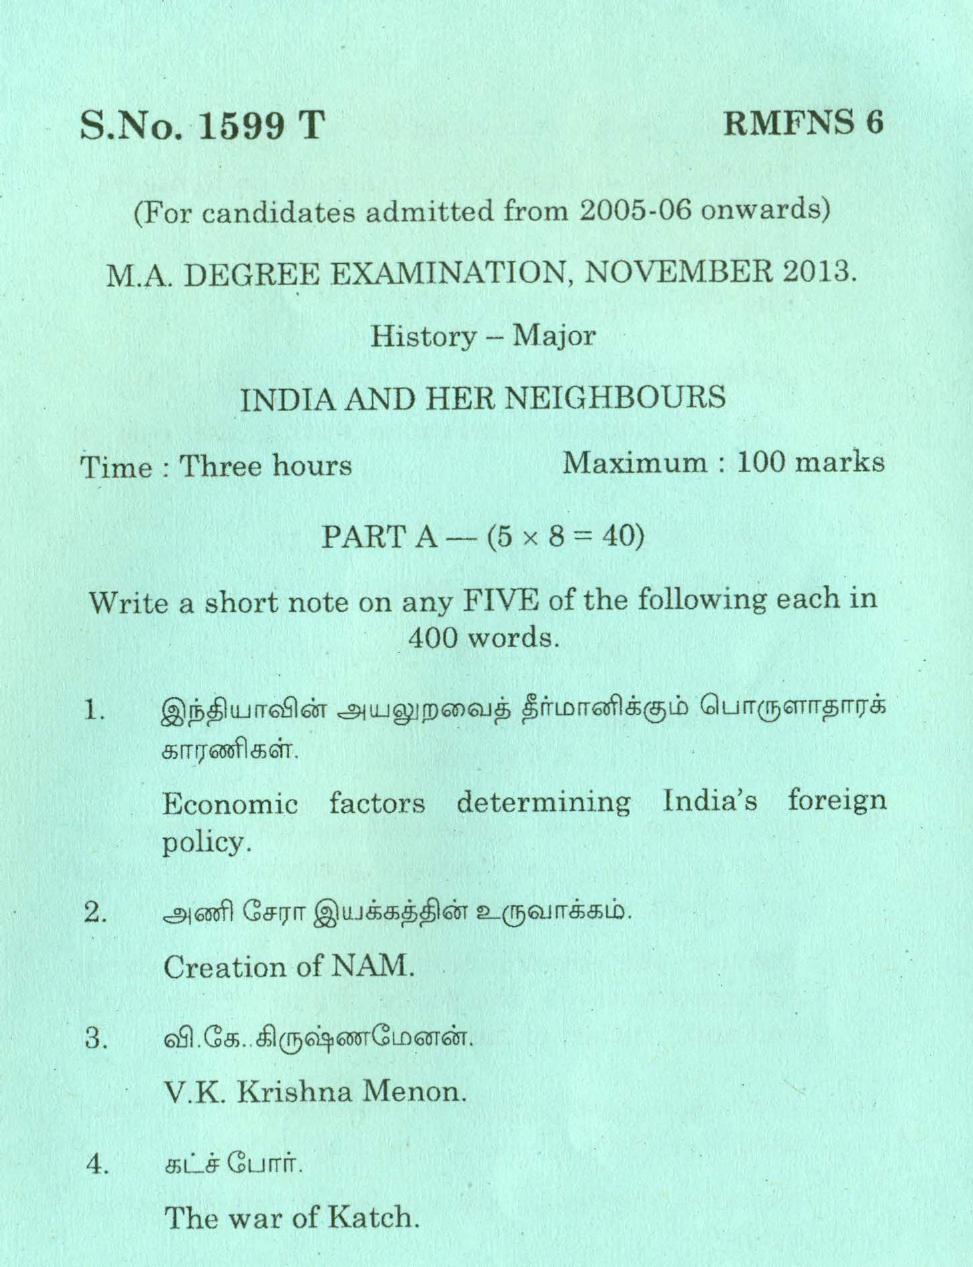 S.No. 1599 T RMFNS 6
(For candidates admitted from 2005-06 onwards)
M.A. DEGREE EXAMINATION, NOVEMBER 2013.
History – Major
INDIA AND HER NEIGHBOURS
Time : Three hours Maximum : 100 marks
PART A — (5 × 8 = 40)
Write a short note on any FIVE of the following each in
400 words.
1. இந்தியாவின் அயலுறவைத் தீர்மானிக்கும் பொருளாதாரக்
காரணிகள்.
Economic factors determining India's foreign
policy.
2. அணி சேரா இயக்கத்தின் உருவாக்கம்.
Creation of NAM.
3. வி.கே..கிருஷ்ணமேனன்.
V.K. Krishna Menon.
4. கட்ச் போர்.
The war of Katch.